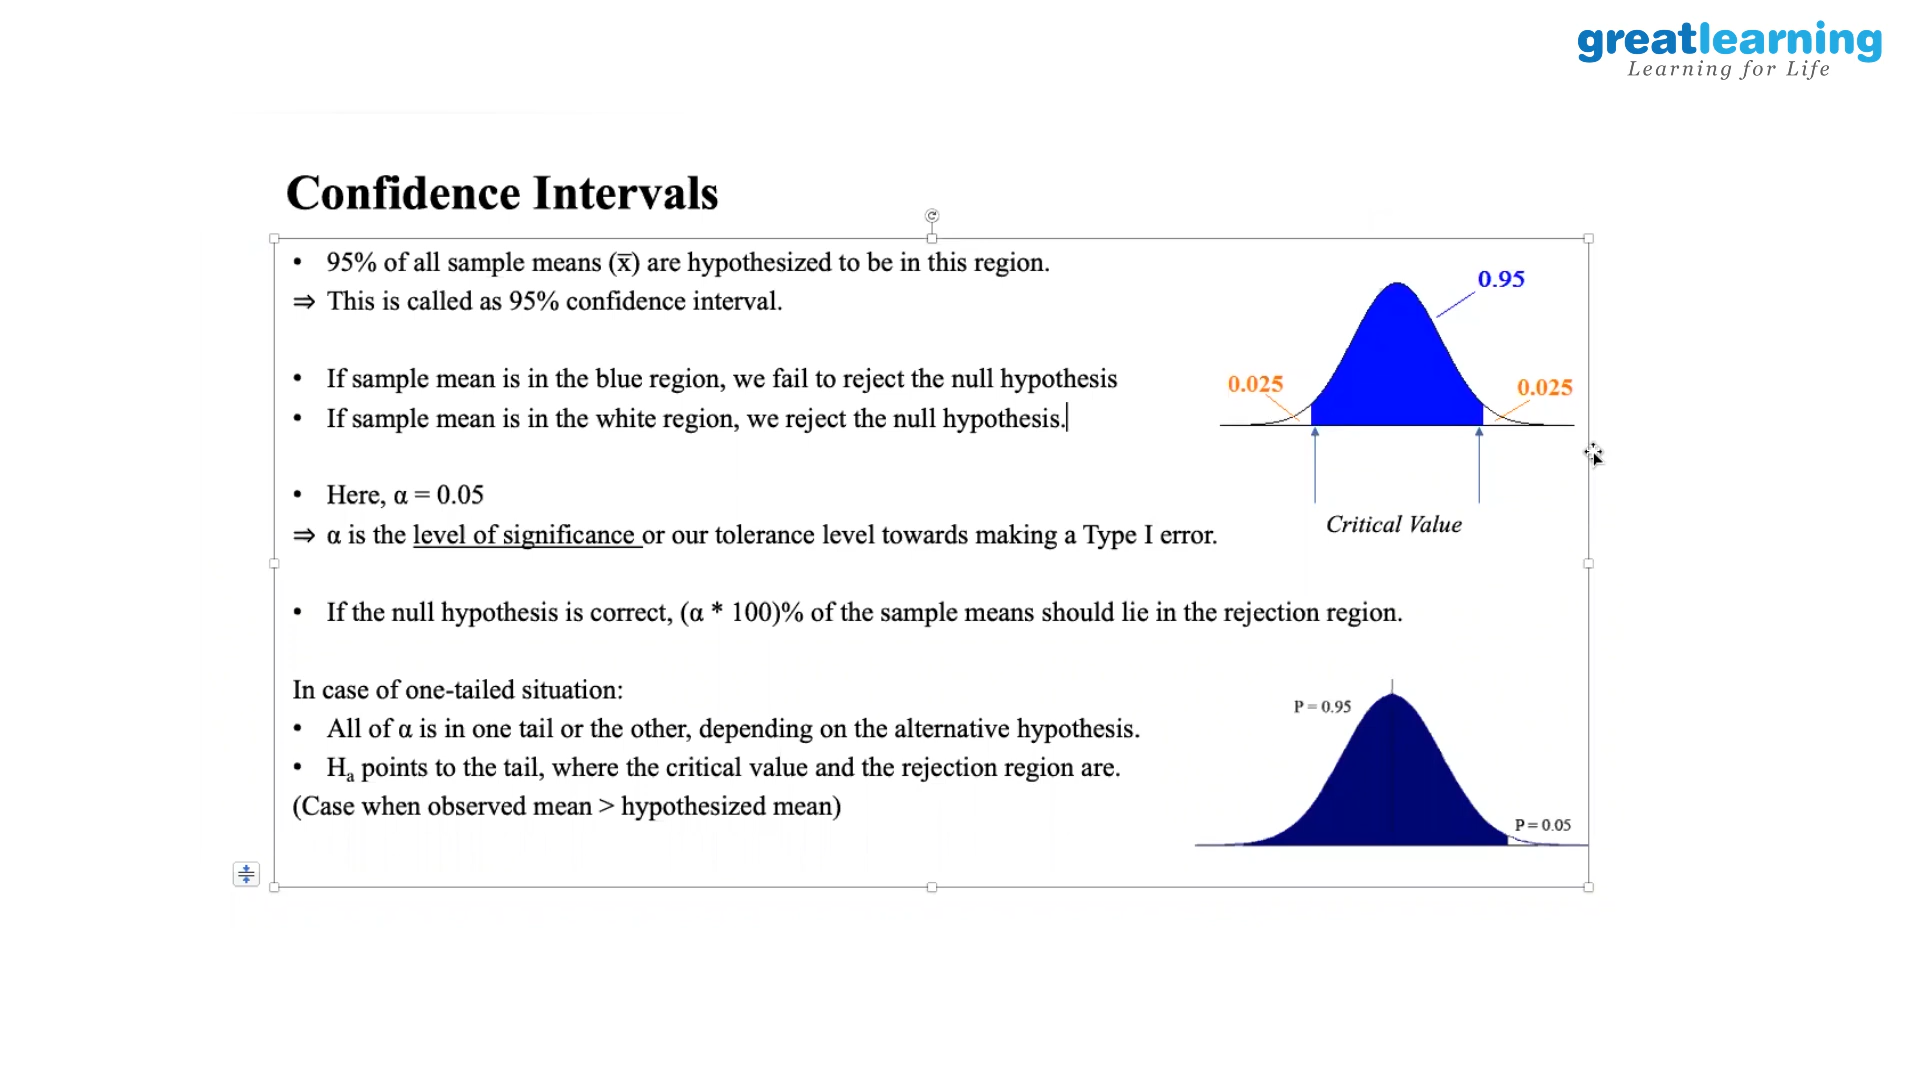 greatlearning
Learning for Life
Confidence Intervals
• 95% of all sample means (x̅) are hypothesized to be in this region.
⇒ This is called as 95% confidence interval.
• If sample mean is in the blue region, we fail to reject the null hypothesis
• If sample mean is in the white region, we reject the null hypothesis.
• Here, α = 0.05
⇒ α is the level of significance or our tolerance level towards making a Type I error.
• If the null hypothesis is correct, (α * 100)% of the sample means should lie in the rejection region.
In case of one-tailed situation:
• All of α is in one tail or the other, depending on the alternative hypothesis.
• Hₐ points to the tail, where the critical value and the rejection region are.
(Case when observed mean > hypothesized mean)
0.95
0.025
0.025
Critical Value
P = 0.95
P = 0.05